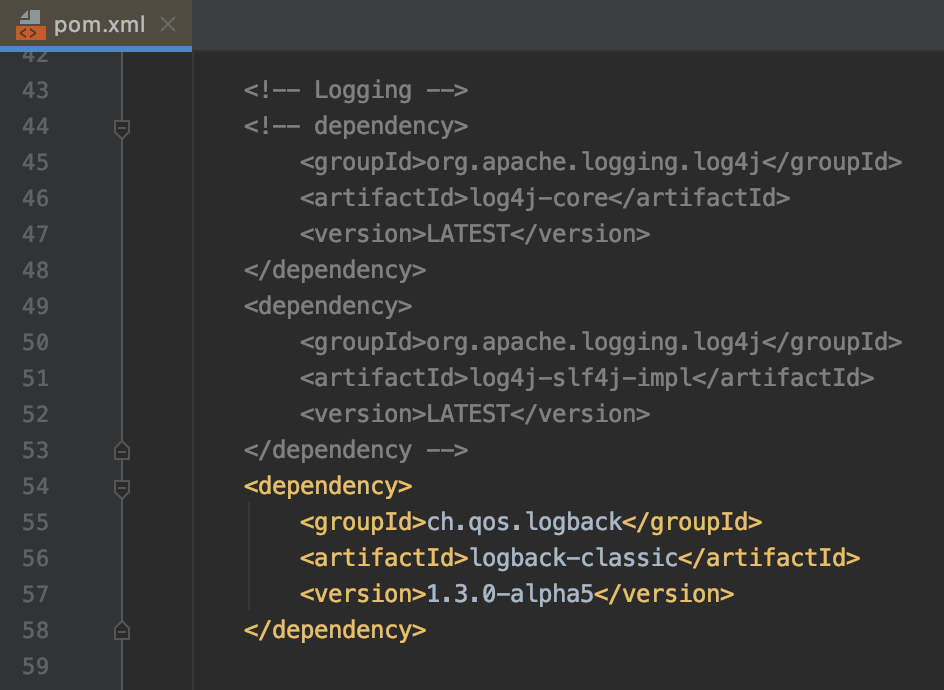 pom.xml
42
43 <!-- Logging -->
44 <!-- dependency>
45 <groupId>org.apache.logging.log4j</groupId>
46 <artifactId>log4j-core</artifactId>
47 <version>LATEST</version>
48 </dependency>
49 <dependency>
50 <groupId>org.apache.logging.log4j</groupId>
51 <artifactId>log4j-slf4j-impl</artifactId>
52 <version>LATEST</version>
53 </dependency -->
54 <dependency>
55 <groupId>ch.qos.logback</groupId>
56 <artifactId>logback-classic</artifactId>
57 <version>1.3.0-alpha5</version>
58 </dependency>
59